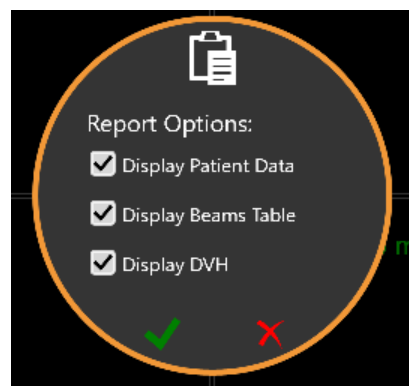 Report Options:
Display Patient Data
Display Beams Table
Display DVH